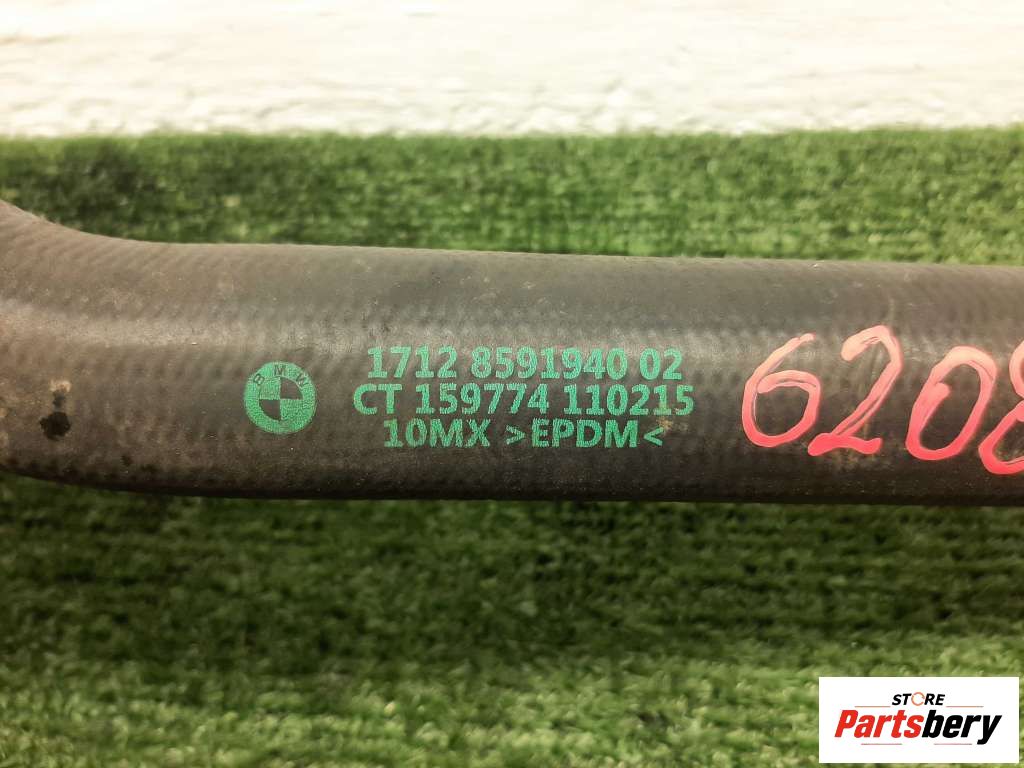 BMW
1712 8591940 02
CT 159774 110215
10MX >EPDM<
6208
STORE
Partsbery